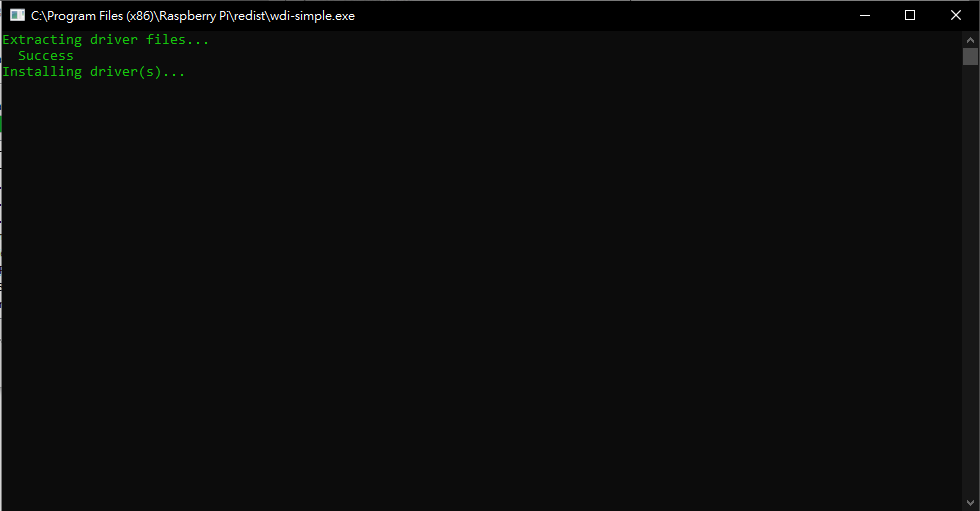 C:\Program Files (x86)\Raspberry Pi\redist\wdi-simple.exe
Extracting driver files...
  Success
Installing driver(s)...